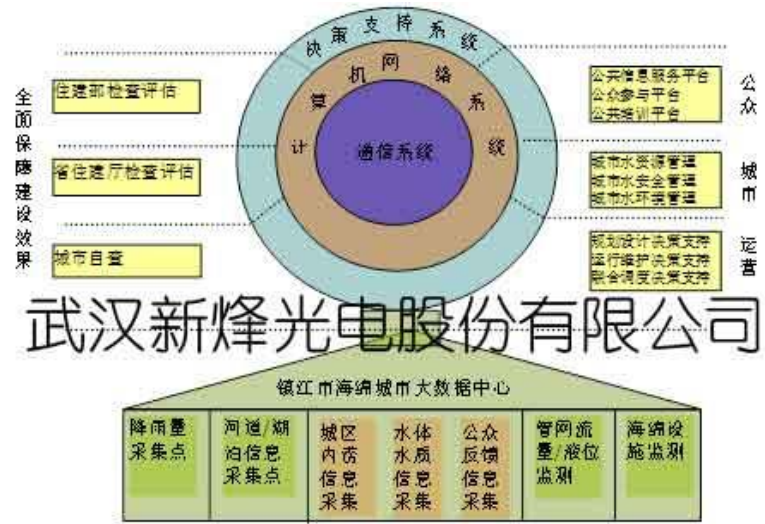 决策支持系统
计算机网络系统
通信系统
全面保障建设效果
住建部检查评估
省住建厅检查评估
城市自查
公共信息服务平台
公众参与平台
公共培训平台
公众
城市水资源管理
城市水安全管理
城市水环境管理
城市
规划设计决策支持
运行维护决策支持
联合调度决策支持
运营
武汉新烽光电股份有限公司
镇江市海绵城市大数据中心
降雨量
采集点
河道/湖
泊信息
采集点
城区
内涝
信息
采集
水体
水质
信息
采集
公众
反馈
信息
采集
管网流
量/液位
监测
海绵设
施监测